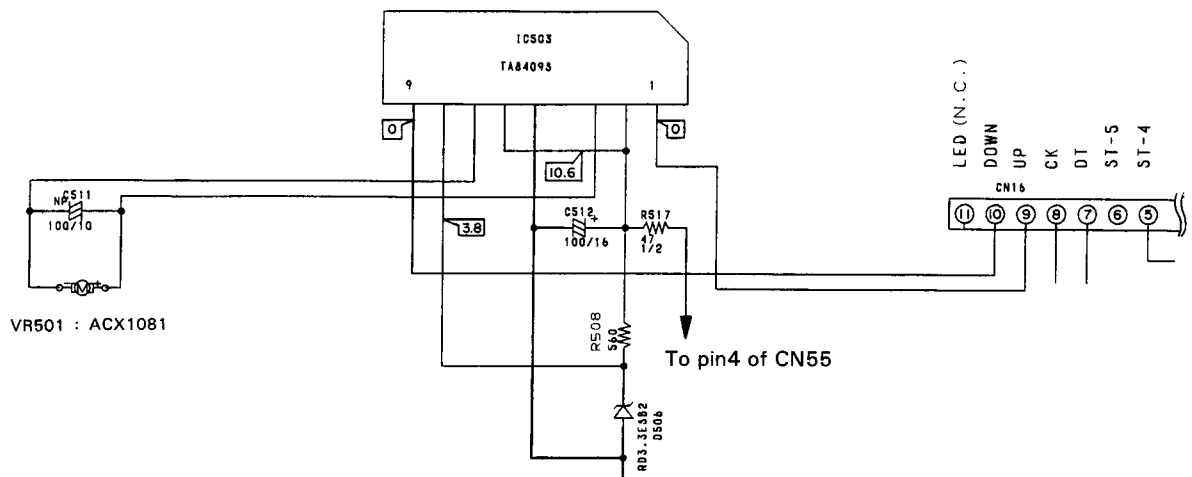 IC503
TA8409S
9
1
0
0
10.6
3.8
C511
NP
100/10
M
VR501 : ACX1081
C512
+
100/16
R517
47
1/2
R508
560
To pin4 of CN55
RD3.3ESB2
D506
LED (N.C.)
DOWN
UP
CK
DT
ST-5
ST-4
CN16
11
10
9
8
7
6
5